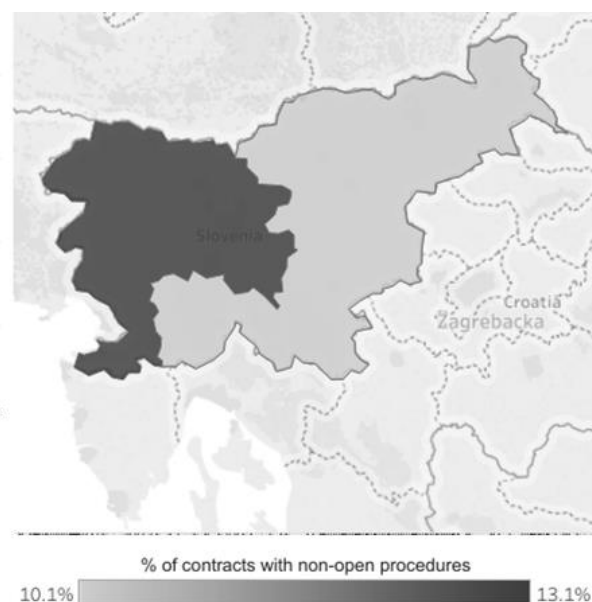 Slovenia
Croatia
Zagrebacka
% of contracts with non-open procedures
10.1% 13.1%